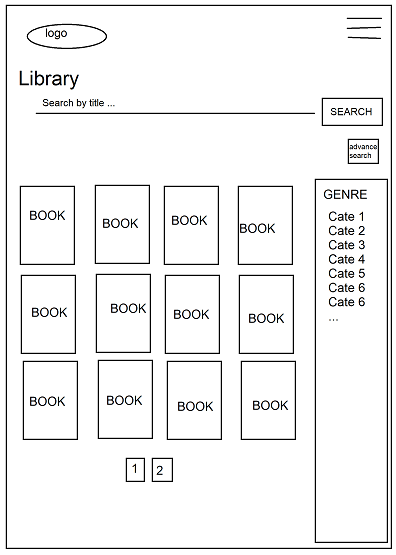 logo
Library
Search by title ...
SEARCH
advance
search
BOOK BOOK BOOK BOOK
BOOK BOOK BOOK BOOK
BOOK BOOK BOOK BOOK
1 2
GENRE
Cate 1
Cate 2
Cate 3
Cate 4
Cate 5
Cate 6
Cate 6
...